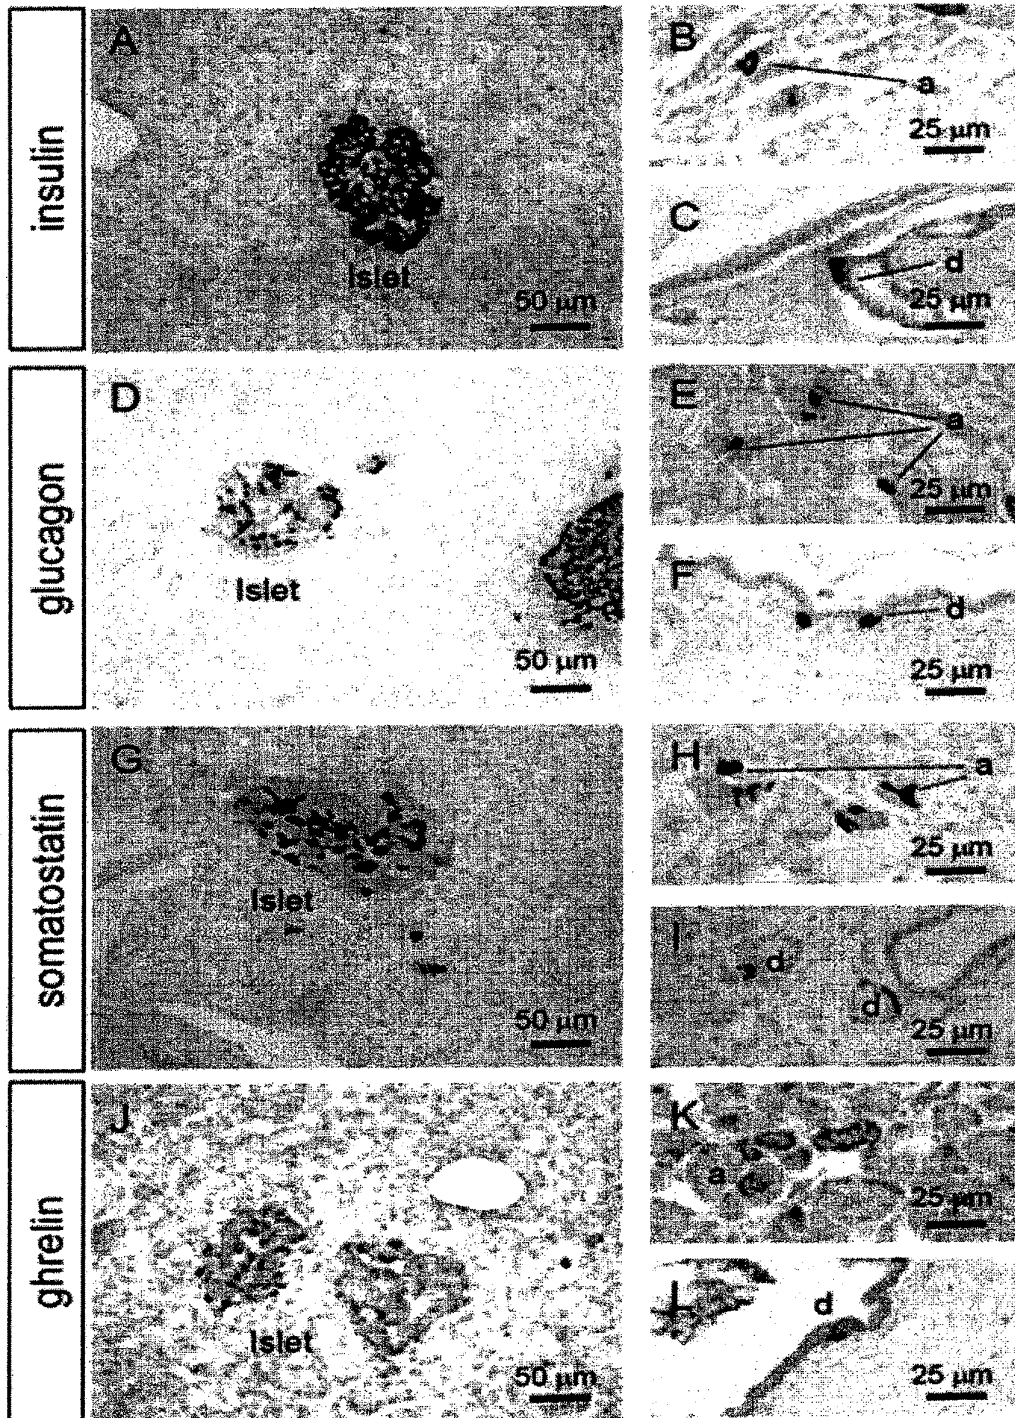 insulin
A
Islet
50 µm
B
a
25 µm
C
d
25 µm
glucagon
D
Islet
50 µm
E
a
25 µm
F
d
25 µm
somatostatin
G
Islet
50 µm
H
a
25 µm
I
d
d
25 µm
ghrelin
J
Islet
50 µm
K
a
25 µm
L
d
25 µm